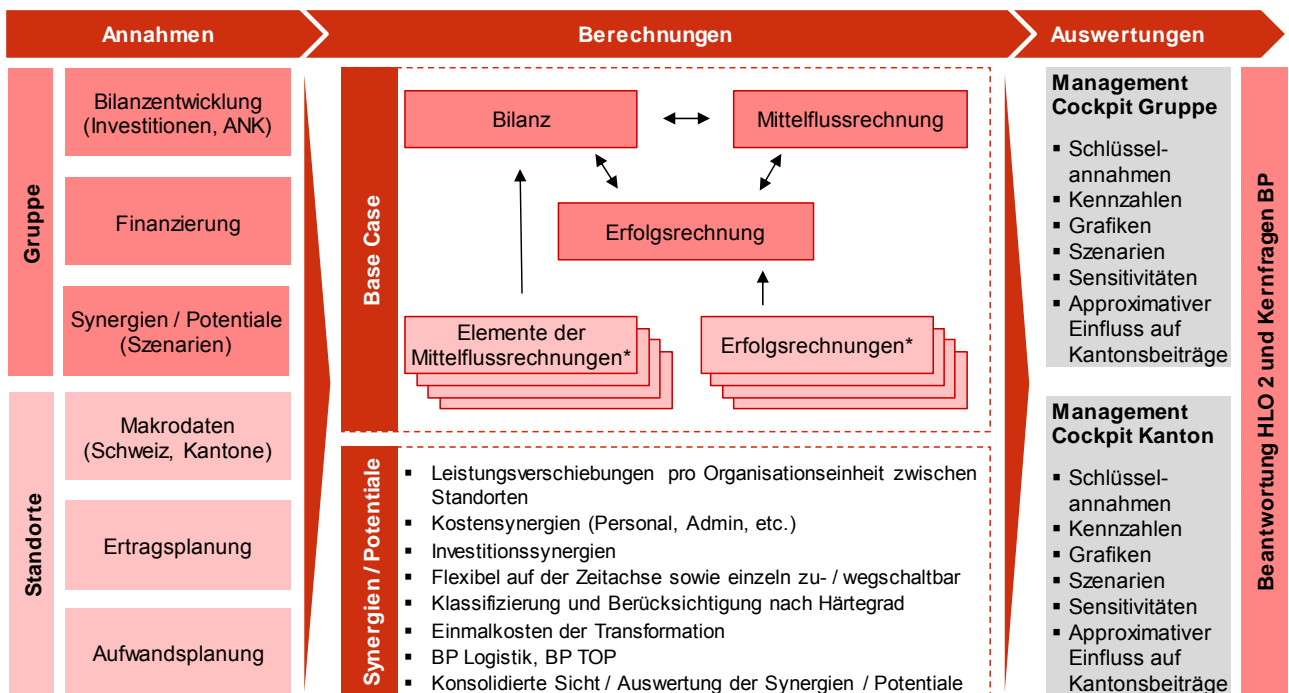 Annahmen
Berechnungen
Auswertungen
Gruppe
Bilanzentwicklung
(Investitionen, ANK)
Finanzierung
Synergien / Potentiale
(Szenarien)
Standorte
Makrodaten
(Schweiz, Kantone)
Ertragsplanung
Aufwandsplanung
Base Case
Bilanz
Mittelflussrechnung
Erfolgsrechnung
Elemente der
Mittelflussrechnungen*
Erfolgsrechnungen*
Synergien / Potentiale
▪ Leistungsverschiebungen pro Organisationseinheit zwischen
Standorten
▪ Kostensynergien (Personal, Admin, etc.)
▪ Investitionssynergien
▪ Flexibel auf der Zeitachse sowie einzeln zu- / wegschaltbar
▪ Klassifizierung und Berücksichtigung nach Härtegrad
▪ Einmalkosten der Transformation
▪ BP Logistik, BP TOP
▪ Konsolidierte Sicht / Auswertung der Synergien / Potentiale
Management
Cockpit Gruppe
▪ Schlüssel-
annahmen
▪ Kennzahlen
▪ Grafiken
▪ Szenarien
▪ Sensitivitäten
▪ Approximativer
Einfluss auf
Kantonsbeiträge
Management
Cockpit Kanton
▪ Schlüssel-
annahmen
▪ Kennzahlen
▪ Grafiken
▪ Szenarien
▪ Sensitivitäten
▪ Approximativer
Einfluss auf
Kantonsbeiträge
Beantwortung HLO 2 und Kernfragen BP